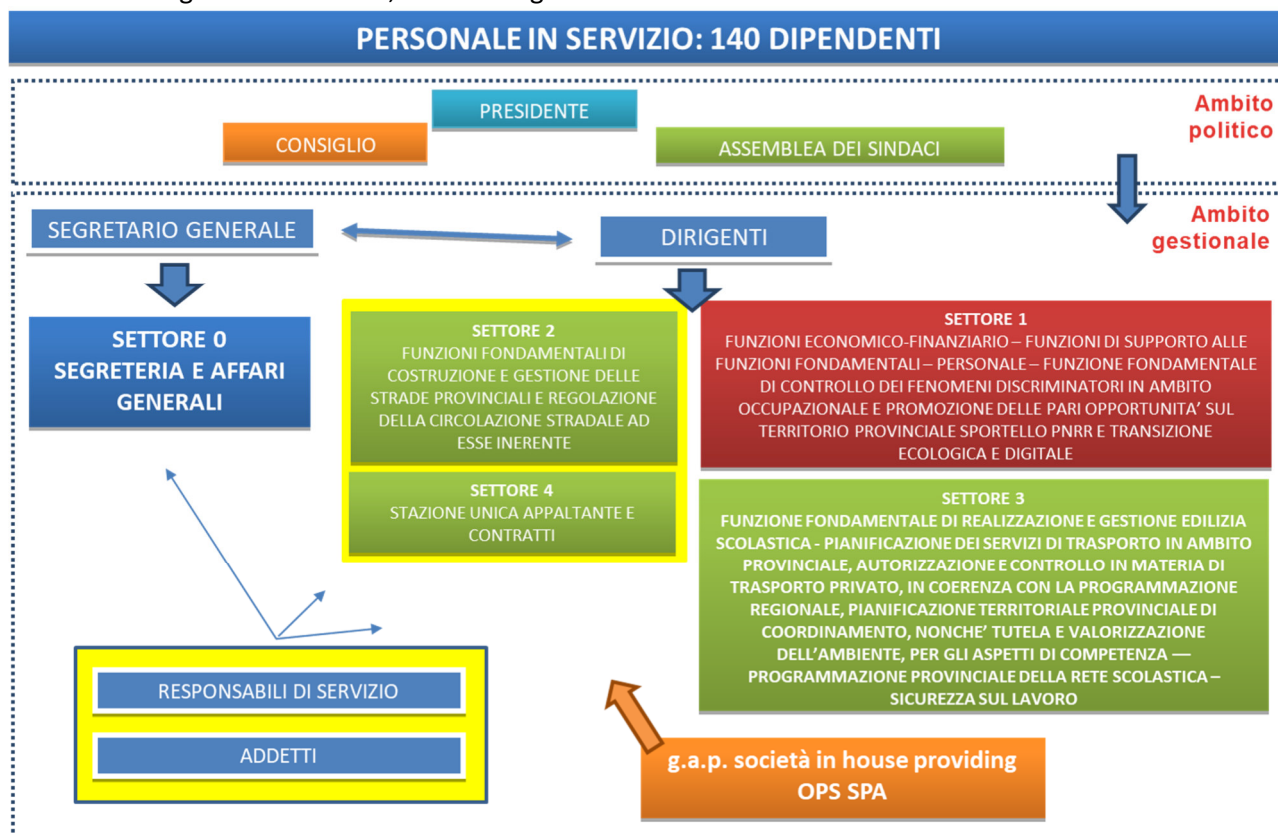 PERSONALE IN SERVIZIO: 140 DIPENDENTI
Ambito
politico
PRESIDENTE
CONSIGLIO
ASSEMBLEA DEI SINDACI
Ambito
gestionale
SEGRETARIO GENERALE
DIRIGENTI
SETTORE 0
SEGRETERIA E AFFARI
GENERALI
SETTORE 2
FUNZIONI FONDAMENTALI DI
COSTRUZIONE E GESTIONE DELLE
STRADE PROVINCIALI E REGOLAZIONE
DELLA CIRCOLAZIONE STRADALE AD
ESSE INERENTE
SETTORE 1
FUNZIONI ECONOMICO-FINANZIARIO – FUNZIONI DI SUPPORTO ALLE
FUNZIONI FONDAMENTALI – PERSONALE – FUNZIONE FONDAMENTALE
DI CONTROLLO DEI FENOMENI DISCRIMINATORI IN AMBITO
OCCUPAZIONALE E PROMOZIONE DELLE PARI OPPORTUNITA’ SUL
TERRITORIO PROVINCIALE SPORTELLO PNRR E TRANSIZIONE
ECOLOGICA E DIGITALE
SETTORE 4
STAZIONE UNICA APPALTANTE E
CONTRATTI
SETTORE 3
FUNZIONE FONDAMENTALE DI REALIZZAZIONE E GESTIONE EDILIZIA
SCOLASTICA - PIANIFICAZIONE DEI SERVIZI DI TRASPORTO IN AMBITO
PROVINCIALE, AUTORIZZAZIONE E CONTROLLO IN MATERIA DI
TRASPORTO PRIVATO, IN COERENZA CON LA PROGRAMMAZIONE
REGIONALE, PIANIFICAZIONE TERRITORIALE PROVINCIALE DI
COORDINAMENTO, NONCHE’ TUTELA E VALORIZZAZIONE
DELL’AMBIENTE, PER GLI ASPETTI DI COMPETENZA —
PROGRAMMAZIONE PROVINCIALE DELLA RETE SCOLASTICA –
SICUREZZA SUL LAVORO
RESPONSABILI DI SERVIZIO
ADDETTI
g.a.p. società in house providing
OPS SPA